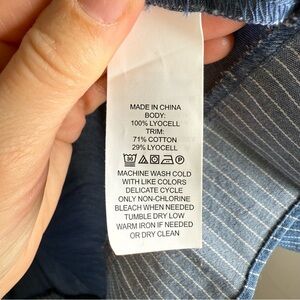 MADE IN CHINA
BODY:
100% LYOCELL
TRIM:
71% COTTON
29% LYOCELL
MACHINE WASH COLD
WITH LIKE COLORS
DELICATE CYCLE
ONLY NON-CHLORINE
BLEACH WHEN NEEDED
TUMBLE DRY LOW
WARM IRON IF NEEDED
OR DRY CLEAN